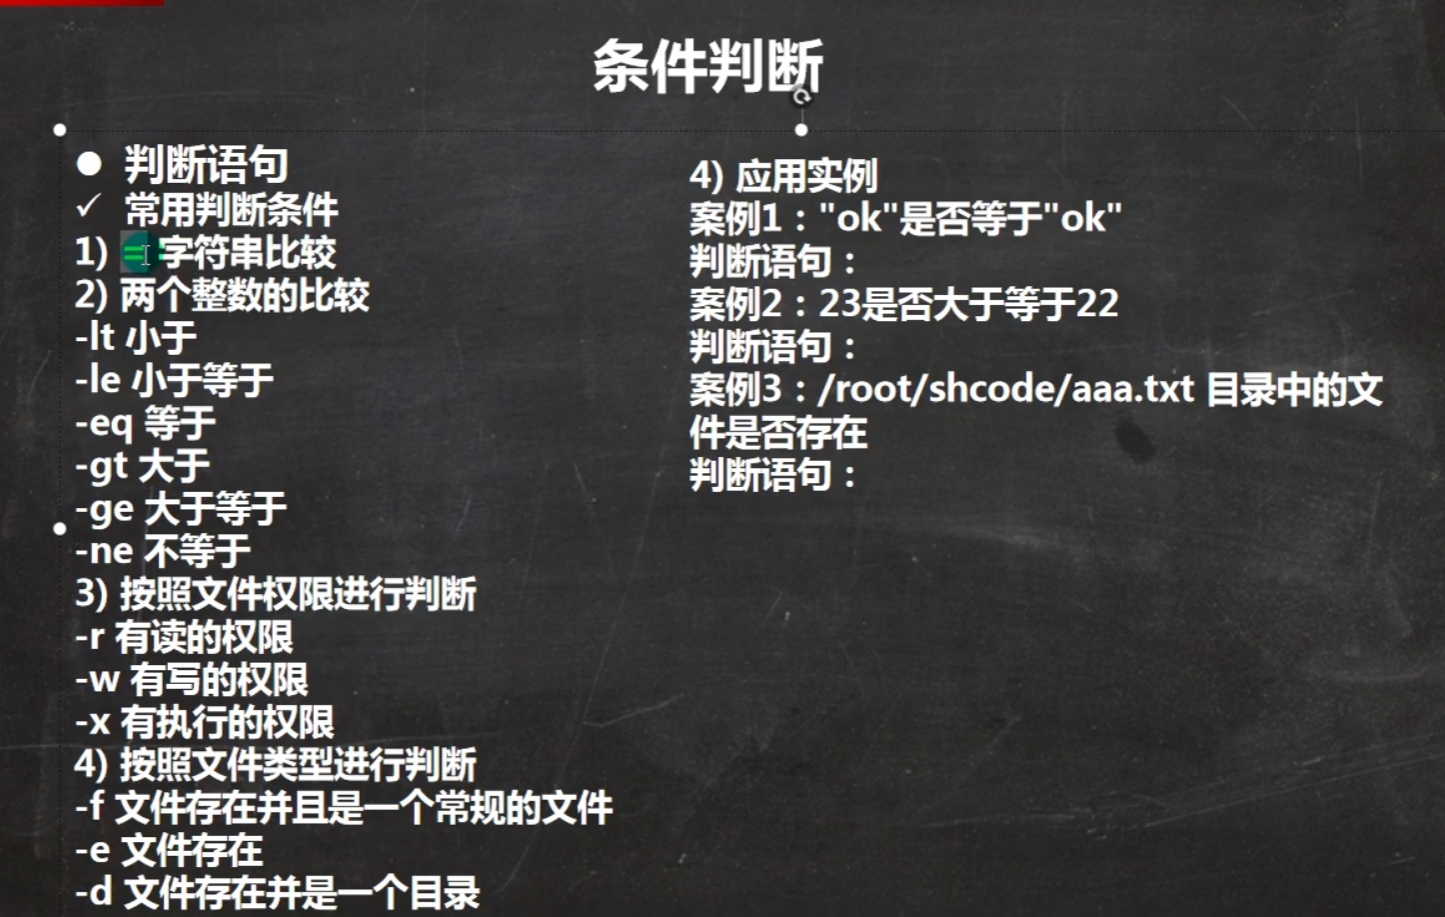 条件判断
● 判断语句
✓ 常用判断条件
1) = 字符串比较
2) 两个整数的比较
-lt 小于
-le 小于等于
-eq 等于
-gt 大于
-ge 大于等于
-ne 不等于
3) 按照文件权限进行判断
-r 有读的权限
-w 有写的权限
-x 有执行的权限
4) 按照文件类型进行判断
-f 文件存在并且是一个常规的文件
-e 文件存在
-d 文件存在并是一个目录
4) 应用实例
案例1："ok"是否等于"ok"
判断语句：
案例2：23是否大于等于22
判断语句：
案例3：/root/shcode/aaa.txt 目录中的文
件是否存在
判断语句：